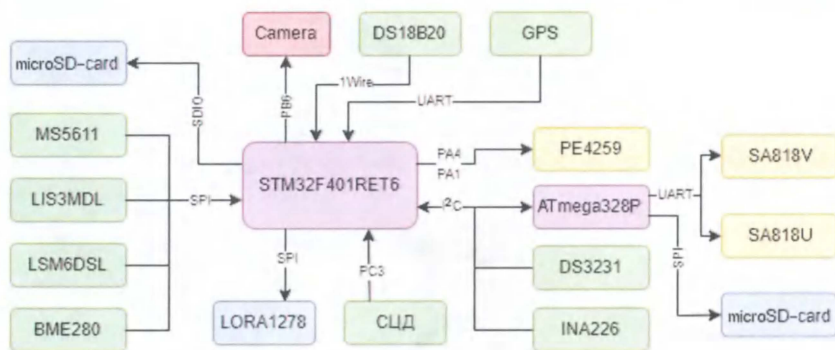 Camera
DS18B20
GPS
microSD-card
1Wire
UART
SDIO
PB6
MS5611
PA4
PE4259
SA818V
STM32F401RET6
PA1
LIS3MDL
SPI
I²C
ATmega328P
UART
SA818U
LSM6DSL
SPI
PC3
DS3231
SPI
BME280
LORA1278
СЦД
INA226
microSD-card